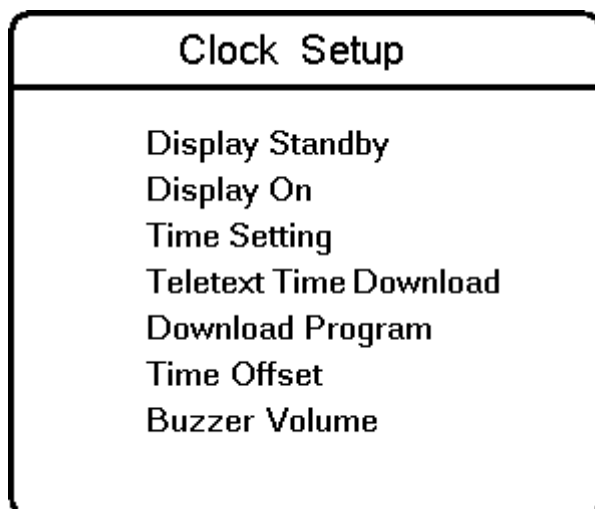 Clock Setup
Display Standby
Display On
Time Setting
Teletext Time Download
Download Program
Time Offset
Buzzer Volume